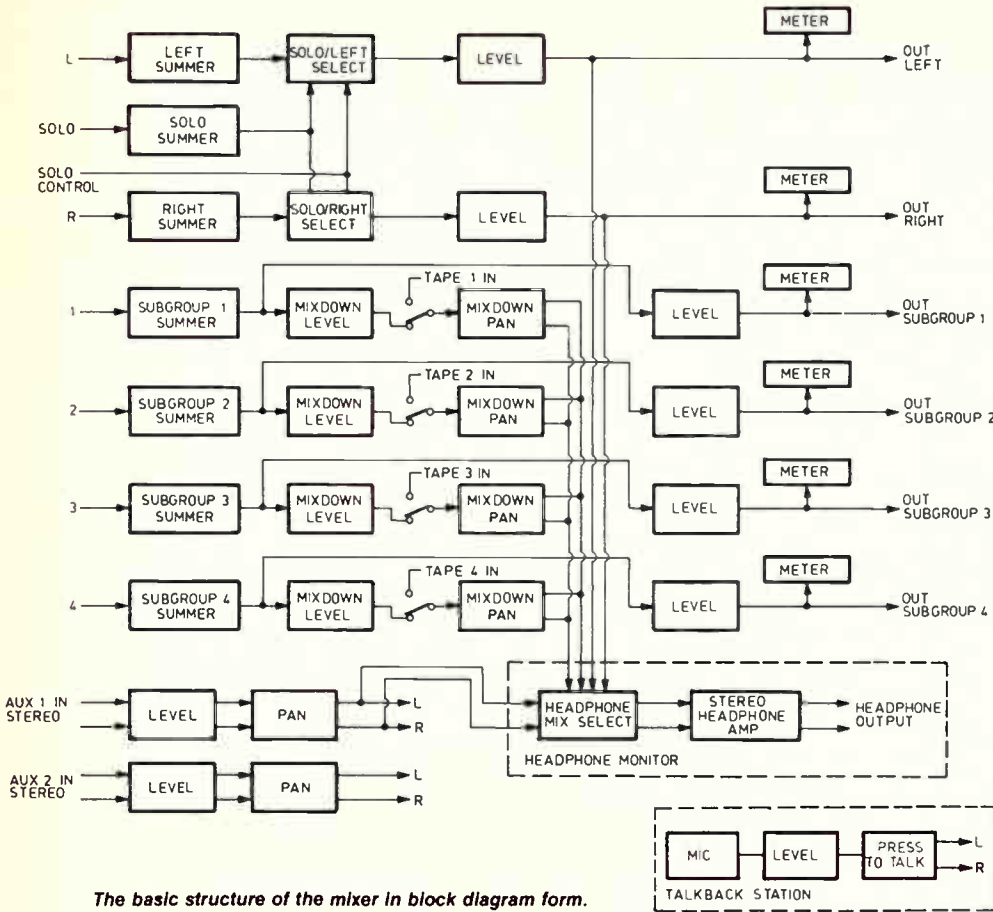 METER
L
LEFT SUMMER
SOLO/LEFT SELECT
LEVEL
OUT LEFT
SOLO
SOLO SUMMER
SOLO CONTROL
METER
R
RIGHT SUMMER
SOLO/RIGHT SELECT
LEVEL
OUT RIGHT
TAPE 1 IN
METER
1
SUBGROUP 1 SUMMER
MIXDOWN LEVEL
MIXDOWN PAN
LEVEL
OUT SUBGROUP 1
TAPE 2 IN
METER
2
SUBGROUP 2 SUMMER
MIXDOWN LEVEL
MIXDOWN PAN
LEVEL
OUT SUBGROUP 2
TAPE 3 IN
METER
3
SUBGROUP 3 SUMMER
MIXDOWN LEVEL
MIXDOWN PAN
LEVEL
OUT SUBGROUP 3
TAPE 4 IN
METER
4
SUBGROUP 4 SUMMER
MIXDOWN LEVEL
MIXDOWN PAN
LEVEL
OUT SUBGROUP 4
AUX 1 IN STEREO
LEVEL
PAN
L
R
HEADPHONE MIX SELECT
STEREO HEADPHONE AMP
HEADPHONE OUTPUT
HEADPHONE MONITOR
AUX 2 IN STEREO
LEVEL
PAN
L
R
MIC
LEVEL
PRESS TO TALK
L
R
TALKBACK STATION
The basic structure of the mixer in block diagram form.